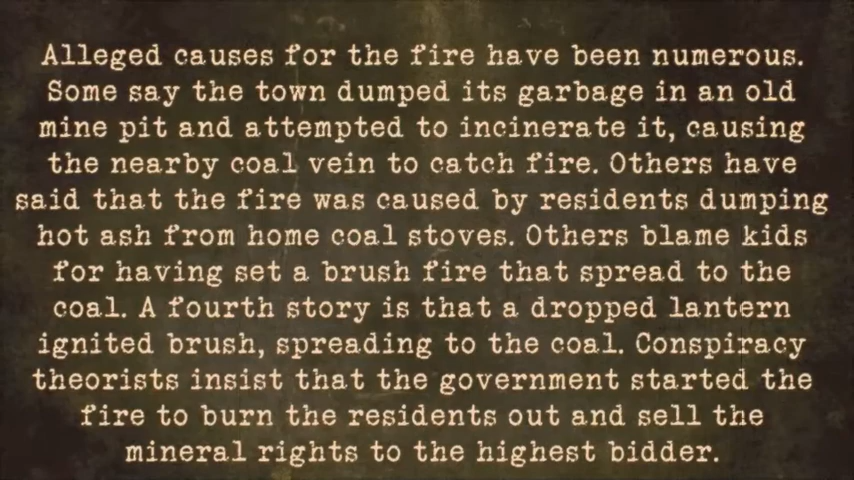 Alleged causes for the fire have been numerous.
Some say the town dumped its garbage in an old
mine pit and attempted to incinerate it, causing
the nearby coal vein to catch fire. Others have
said that the fire was caused by residents dumping
hot ash from home coal stoves. Others blame kids
for having set a brush fire that spread to the
coal. A fourth story is that a dropped lantern
ignited brush, spreading to the coal. Conspiracy
theorists insist that the government started the
fire to burn the residents out and sell the
mineral rights to the highest bidder.